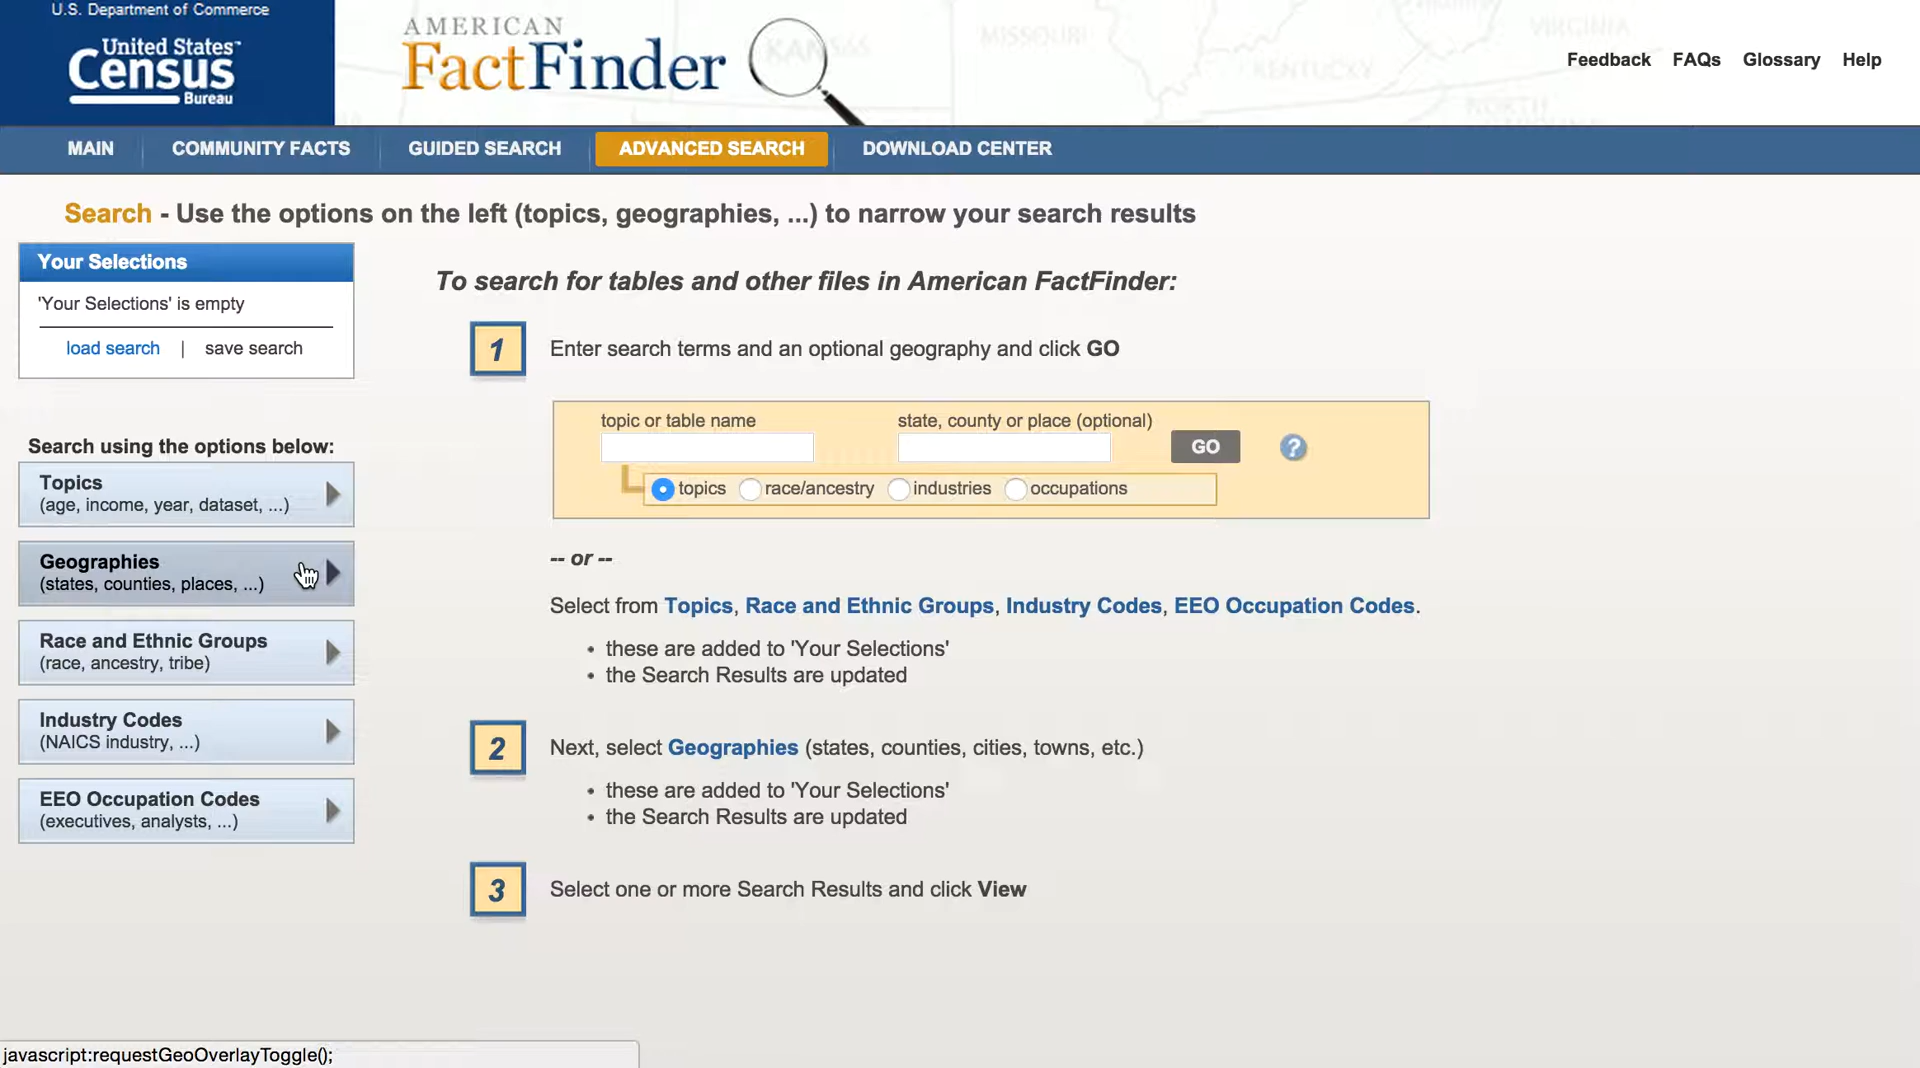 U.S. Department of Commerce
United States™
Census
Bureau
AMERICAN
FactFinder
KANSAS
MISSOURI
KENTUCKY
VIRGINIA
NORTH
Feedback FAQs Glossary Help
MAIN COMMUNITY FACTS GUIDED SEARCH ADVANCED SEARCH DOWNLOAD CENTER
Search - Use the options on the left (topics, geographies, ...) to narrow your search results
Your Selections
'Your Selections' is empty
load search | save search
Search using the options below:
Topics
(age, income, year, dataset, ...)
Geographies
(states, counties, places, ...)
Race and Ethnic Groups
(race, ancestry, tribe)
Industry Codes
(NAICS industry, ...)
EEO Occupation Codes
(executives, analysts, ...)
To search for tables and other files in American FactFinder:
1 Enter search terms and an optional geography and click GO
topic or table name state, county or place (optional)
GO ?
topics race/ancestry industries occupations
-- or --
Select from Topics, Race and Ethnic Groups, Industry Codes, EEO Occupation Codes.
• these are added to 'Your Selections'
• the Search Results are updated
2 Next, select Geographies (states, counties, cities, towns, etc.)
• these are added to 'Your Selections'
• the Search Results are updated
3 Select one or more Search Results and click View
javascript:requestGeoOverlayToggle();